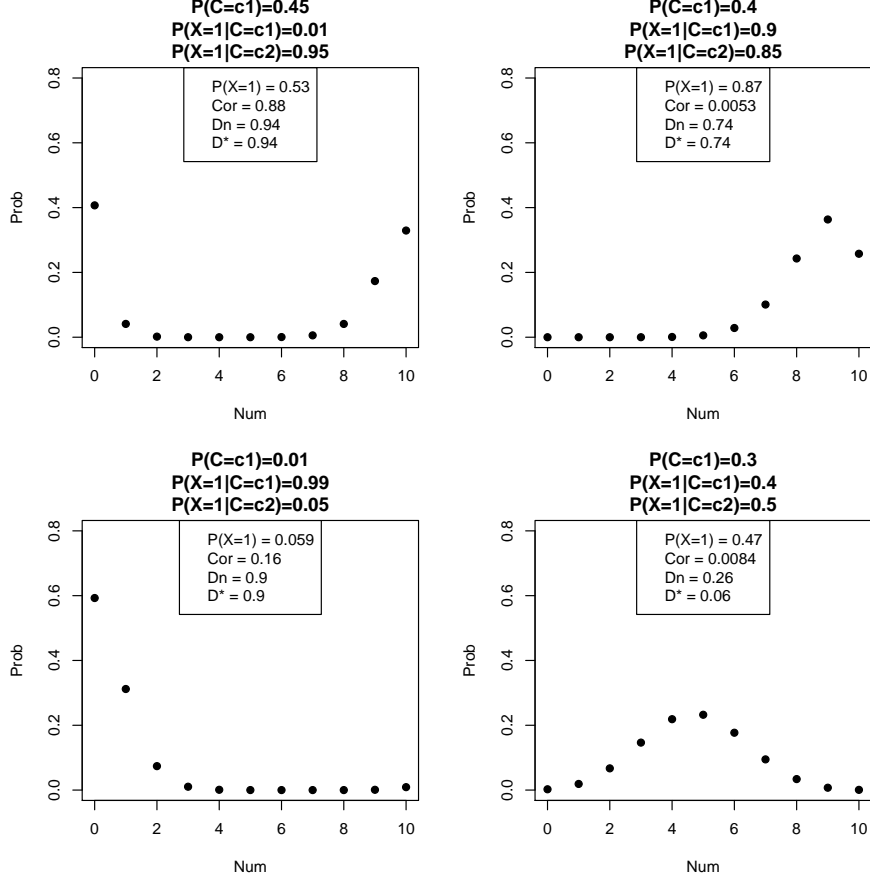 P(C=c1)=0.45
P(X=1|C=c1)=0.01
P(X=1|C=c2)=0.95
P(X=1) = 0.53
Cor = 0.88
Dn = 0.94
D* = 0.94
0.8
0.6
0.4
0.2
0.0
Prob
0 2 4 6 8 10
Num
P(C=c1)=0.4
P(X=1|C=c1)=0.9
P(X=1|C=c2)=0.85
P(X=1) = 0.87
Cor = 0.0053
Dn = 0.74
D* = 0.74
0.8
0.6
0.4
0.2
0.0
Prob
0 2 4 6 8 10
Num
P(C=c1)=0.01
P(X=1|C=c1)=0.99
P(X=1|C=c2)=0.05
P(X=1) = 0.059
Cor = 0.16
Dn = 0.9
D* = 0.9
0.8
0.6
0.4
0.2
0.0
Prob
0 2 4 6 8 10
Num
P(C=c1)=0.3
P(X=1|C=c1)=0.4
P(X=1|C=c2)=0.5
P(X=1) = 0.47
Cor = 0.0084
Dn = 0.26
D* = 0.06
0.8
0.6
0.4
0.2
0.0
Prob
0 2 4 6 8 10
Num